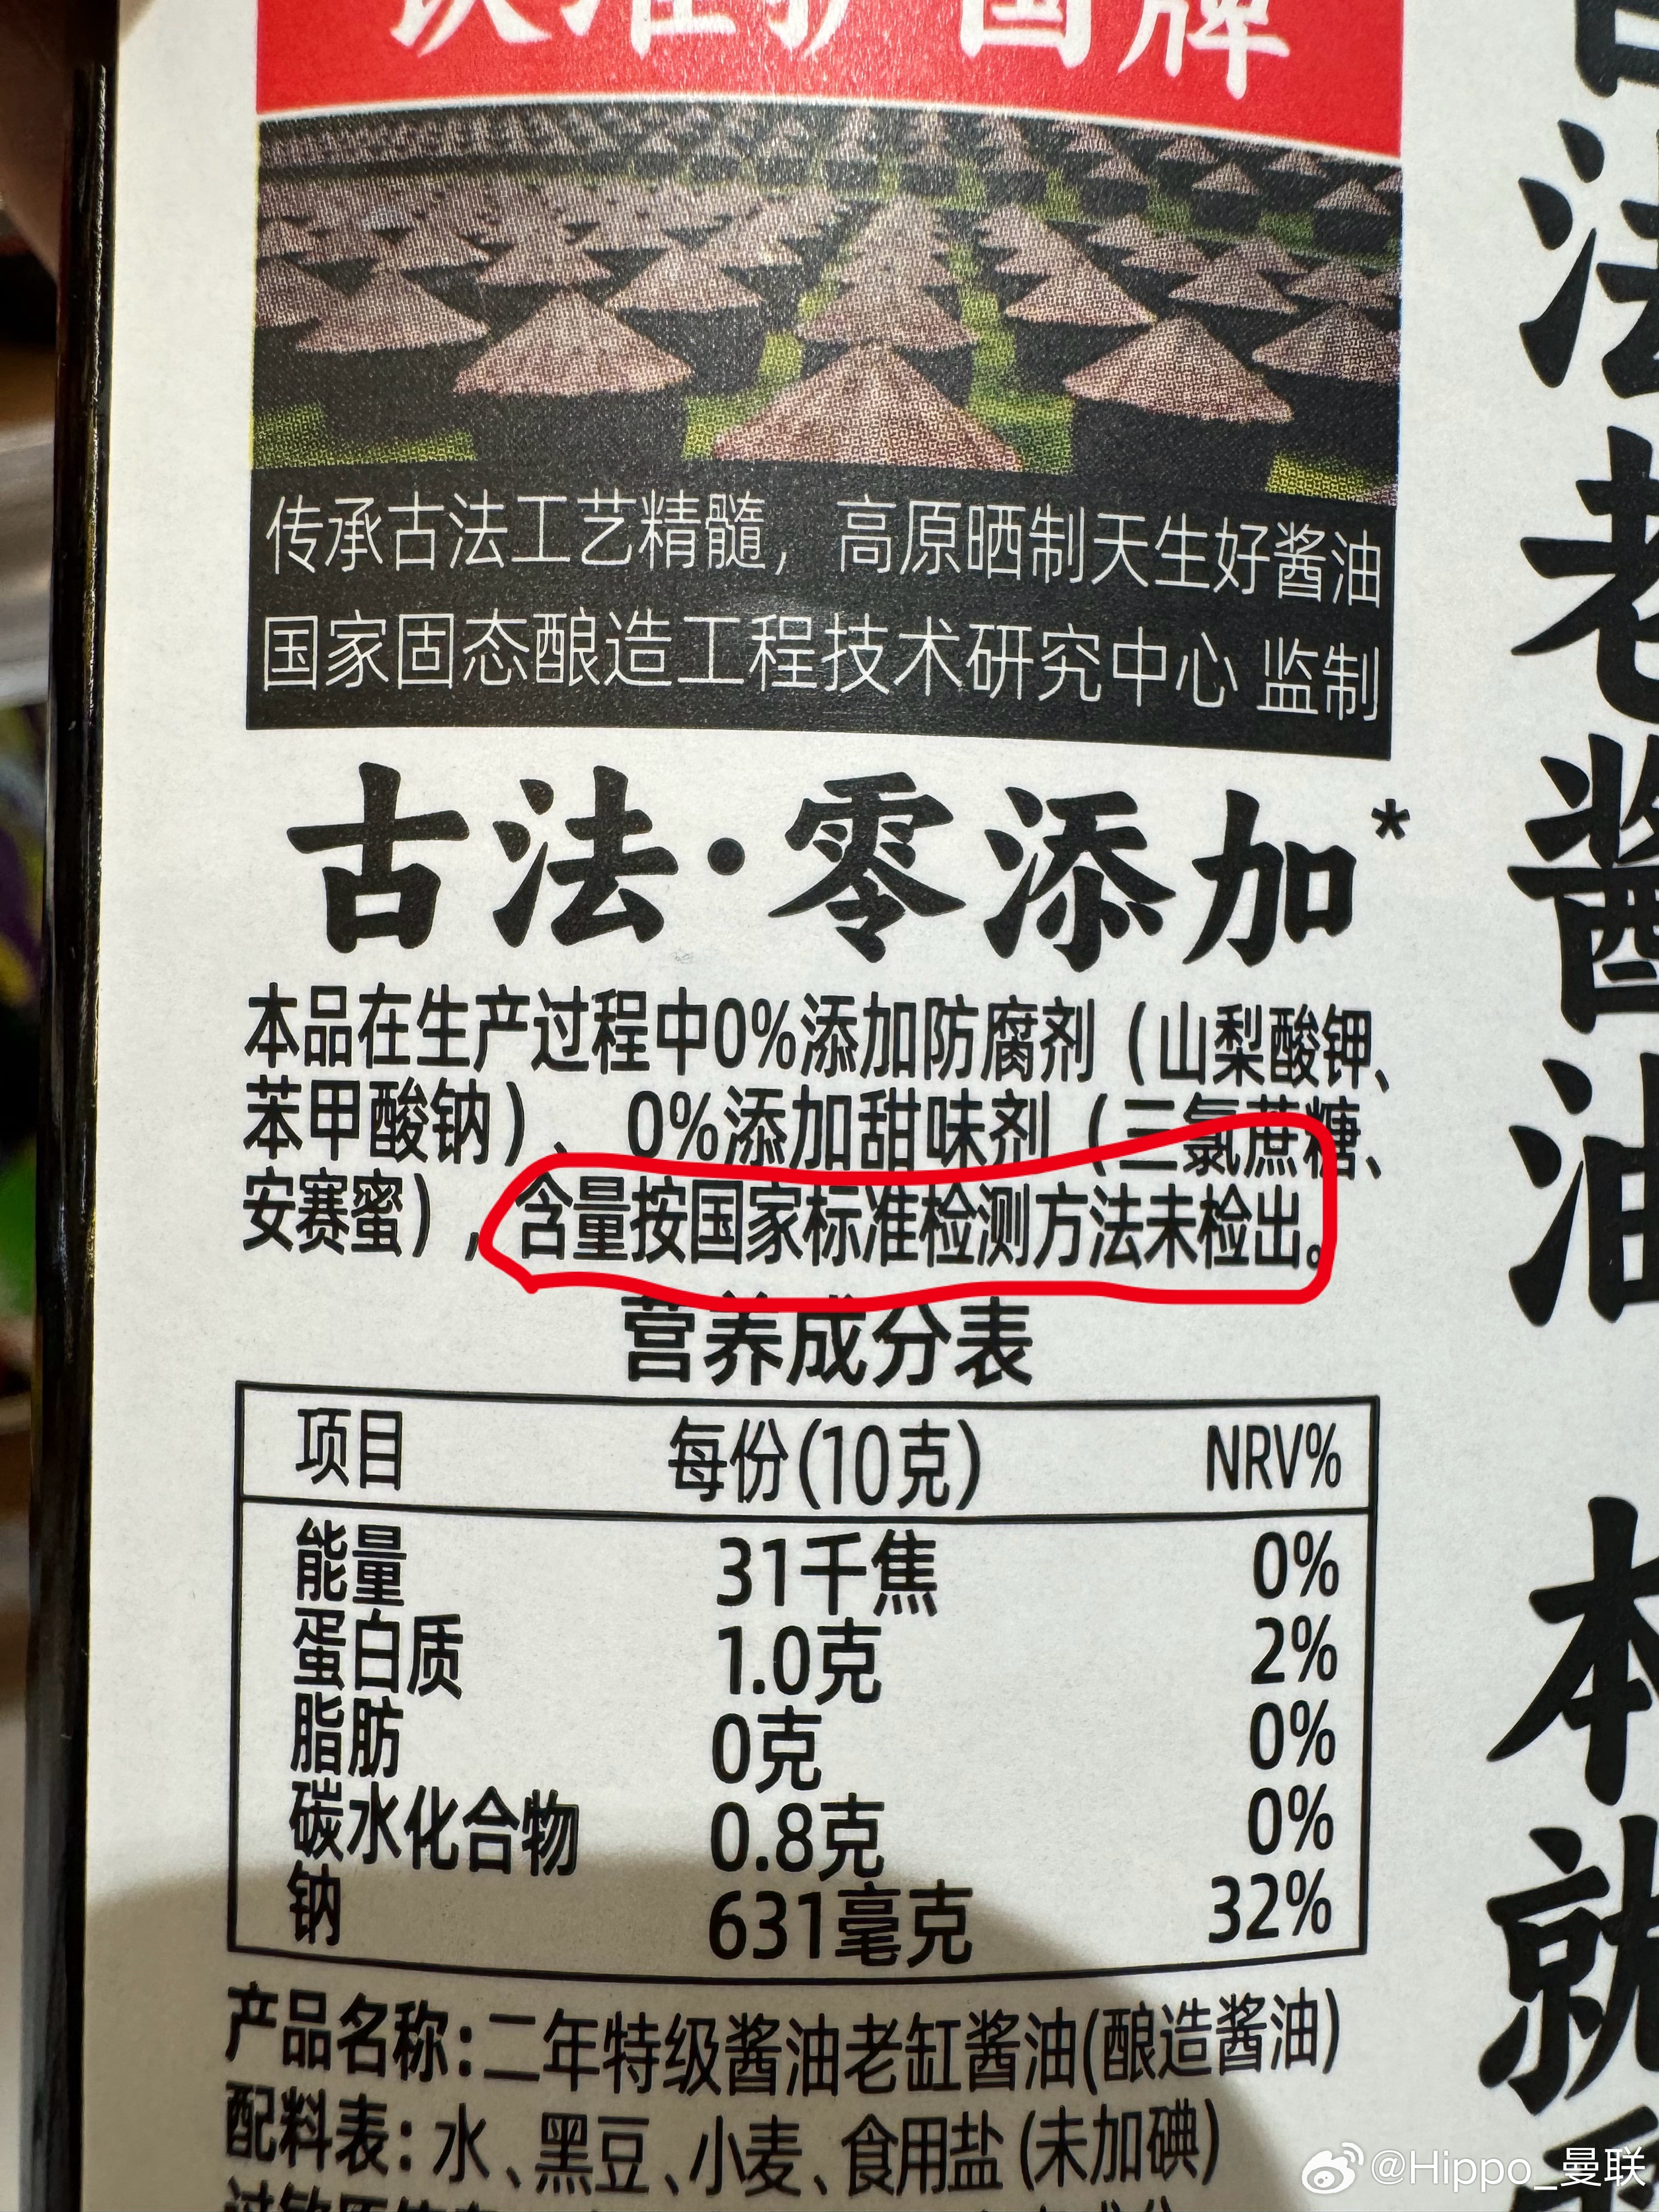 国牌
传承古法工艺精髓，高原晒制天生好酱油
国家固态酿造工程技术研究中心 监制
古法·零添加*
本品在生产过程中0%添加防腐剂（山梨酸钾、
苯甲酸钠）、0%添加甜味剂（三氯蔗糖、
安赛蜜），含量按国家标准检测方法未检出。
营养成分表
项目 每份(10克) NRV%
能量 31千焦 0%
蛋白质 1.0克 2%
脂肪 0克 0%
碳水化合物 0.8克 0%
钠 631毫克 32%
产品名称：二年特级酱油老缸酱油(酿造酱油)
配料表：水、黑豆、小麦、食用盐(未加碘)
法老酱油 本就
@Hippo_曼联